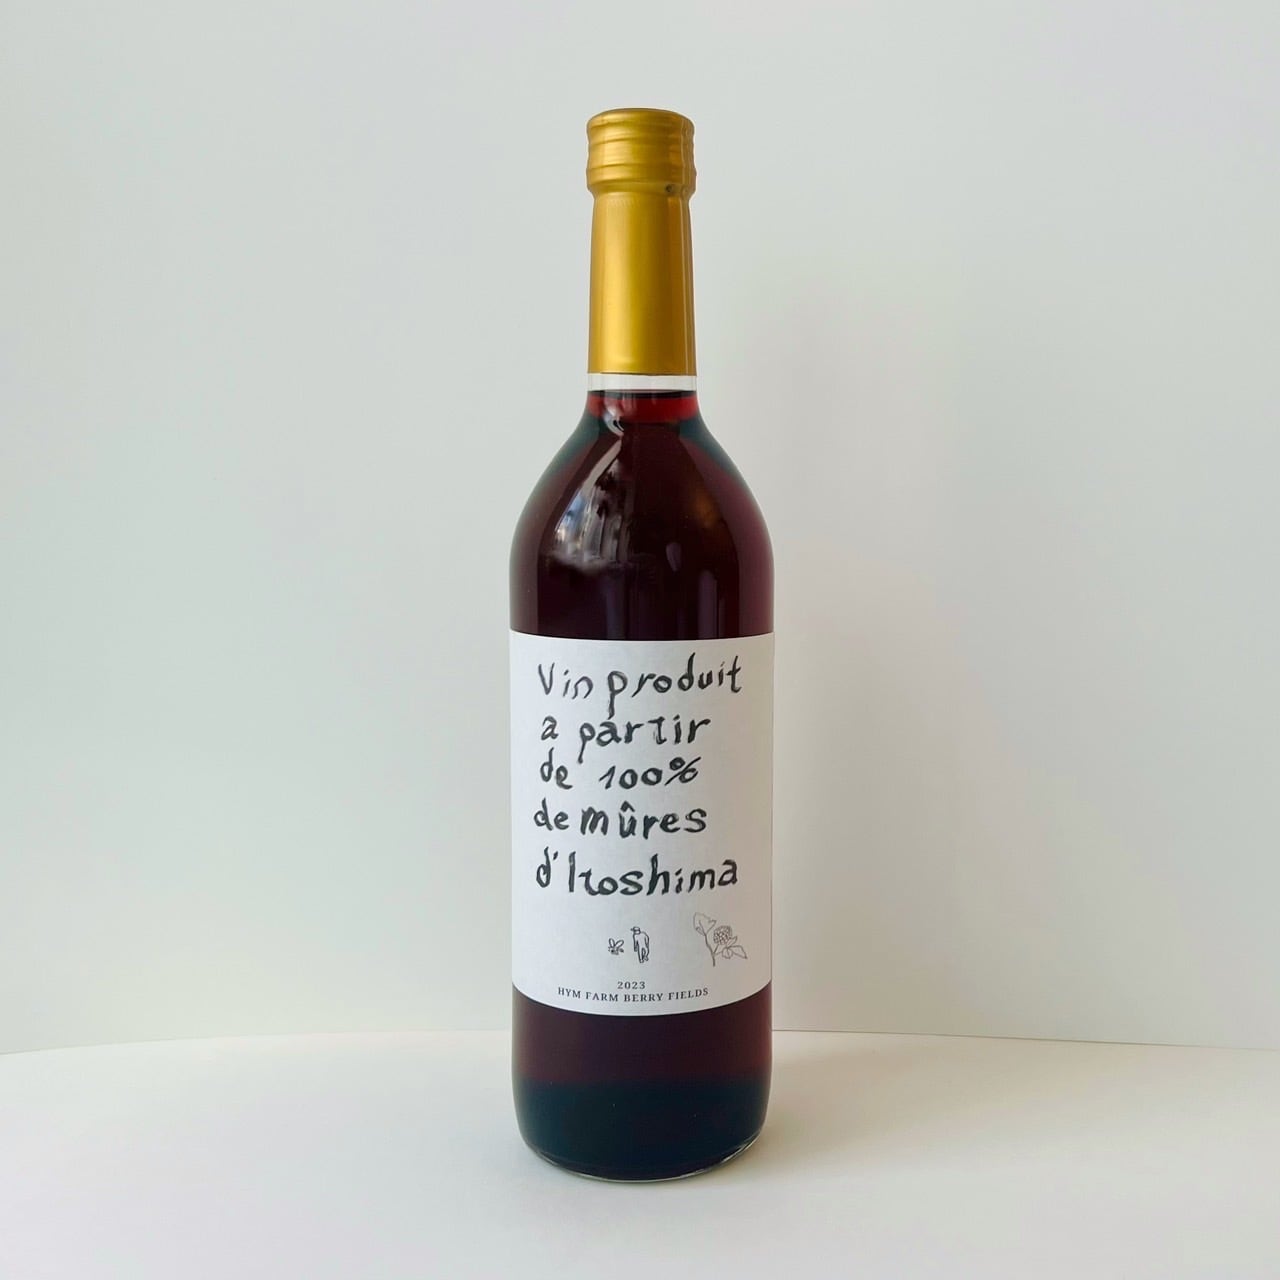 Vin produit
a partir
de 100%
de mûres
d'Itoshima
2023
HYM FARM BERRY FIELDS